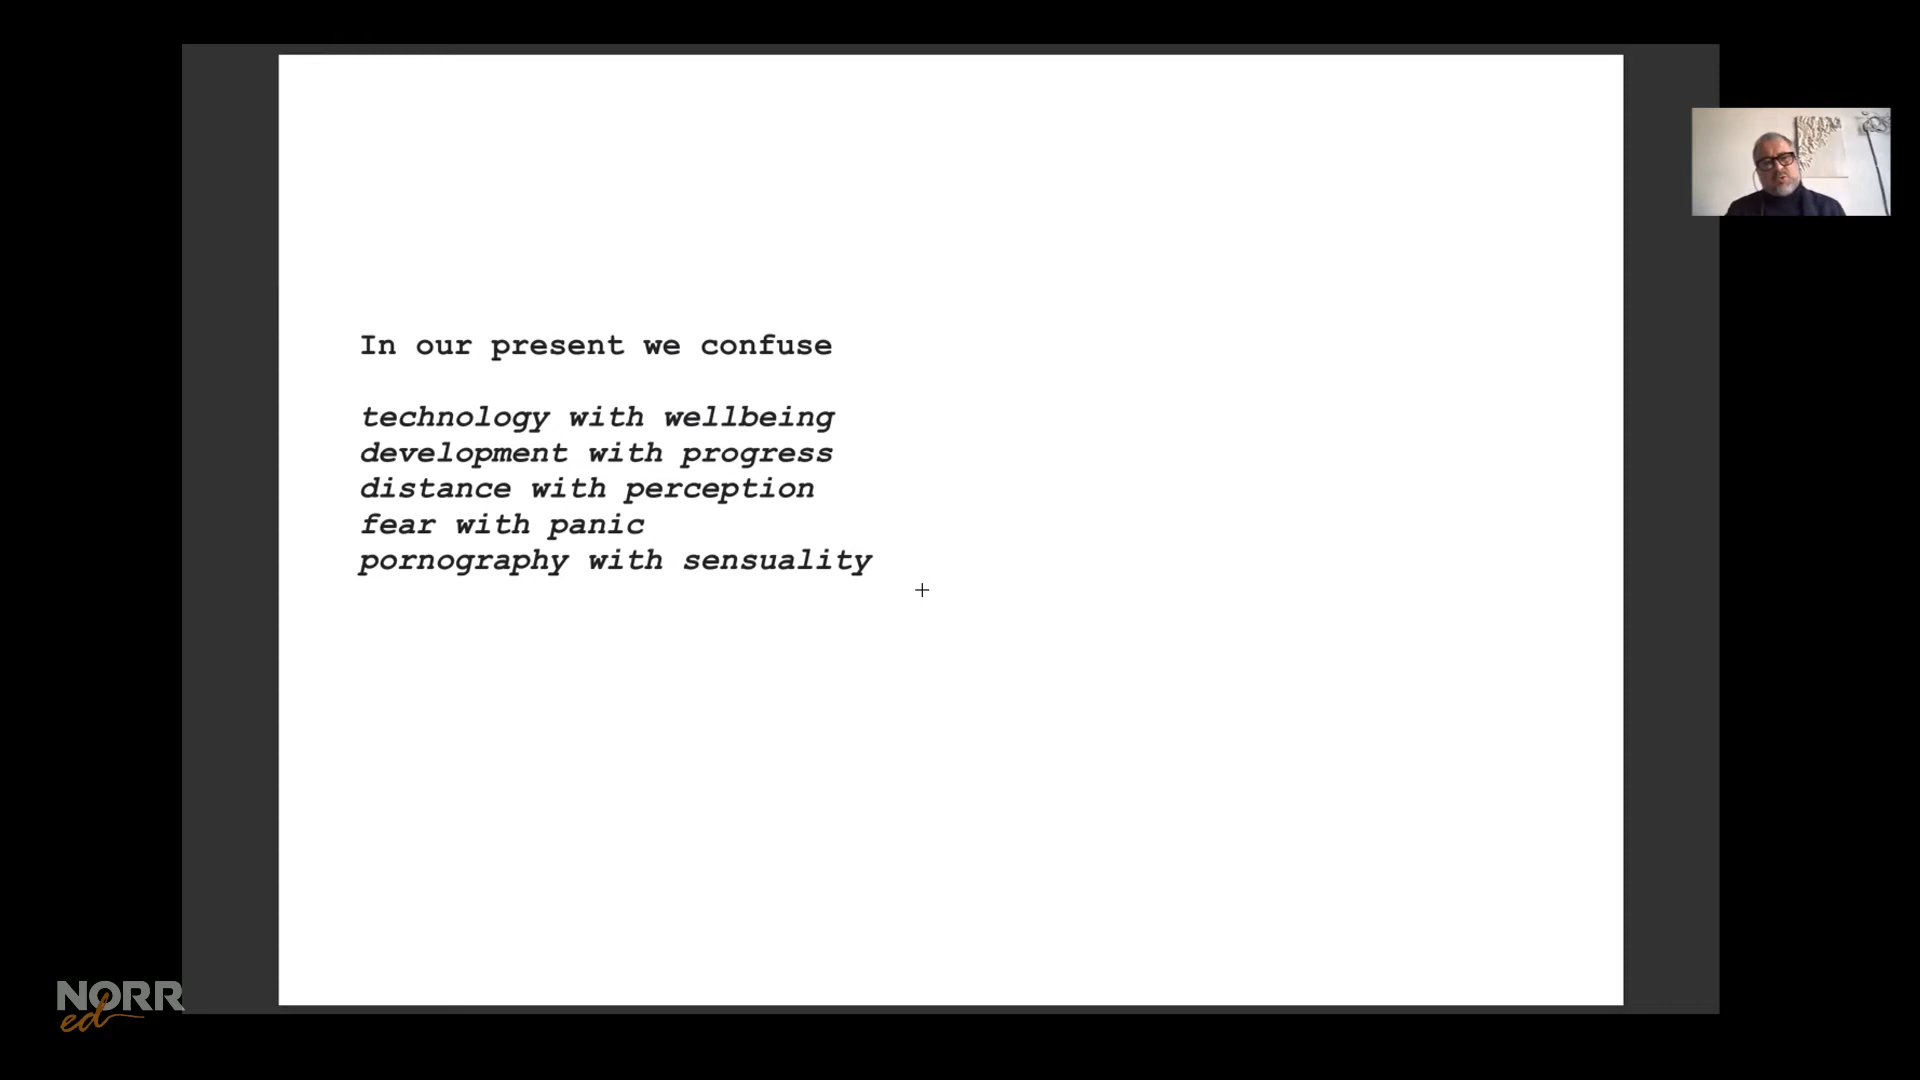 In our present we confuse
technology with wellbeing
development with progress
distance with perception
fear with panic
pornography with sensuality
NORR
ed